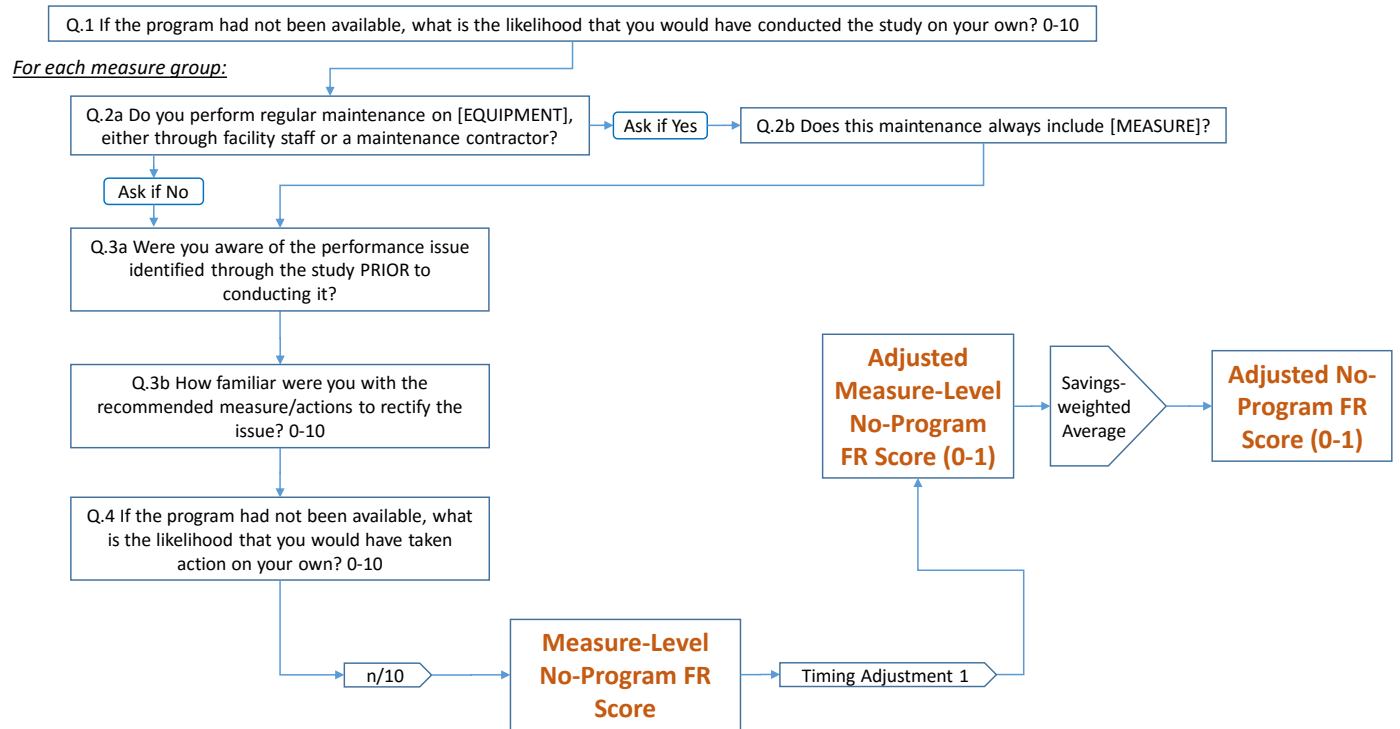 Q.1 If the program had not been available, what is the likelihood that you would have conducted the study on your own? 0-10
For each measure group:
Q.2a Do you perform regular maintenance on [EQUIPMENT],
either through facility staff or a maintenance contractor?
Ask if Yes
Q.2b Does this maintenance always include [MEASURE]?
Ask if No
Q.3a Were you aware of the performance issue
identified through the study PRIOR to
conducting it?
Q.3b How familiar were you with the
recommended measure/actions to rectify the
issue? 0-10
Q.4 If the program had not been available, what
is the likelihood that you would have taken
action on your own? 0-10
n/10
Measure-Level
No-Program FR
Score
Timing Adjustment 1
Adjusted
Measure-Level
No-Program
FR Score (0-1)
Savings-
weighted
Average
Adjusted No-
Program FR
Score (0-1)